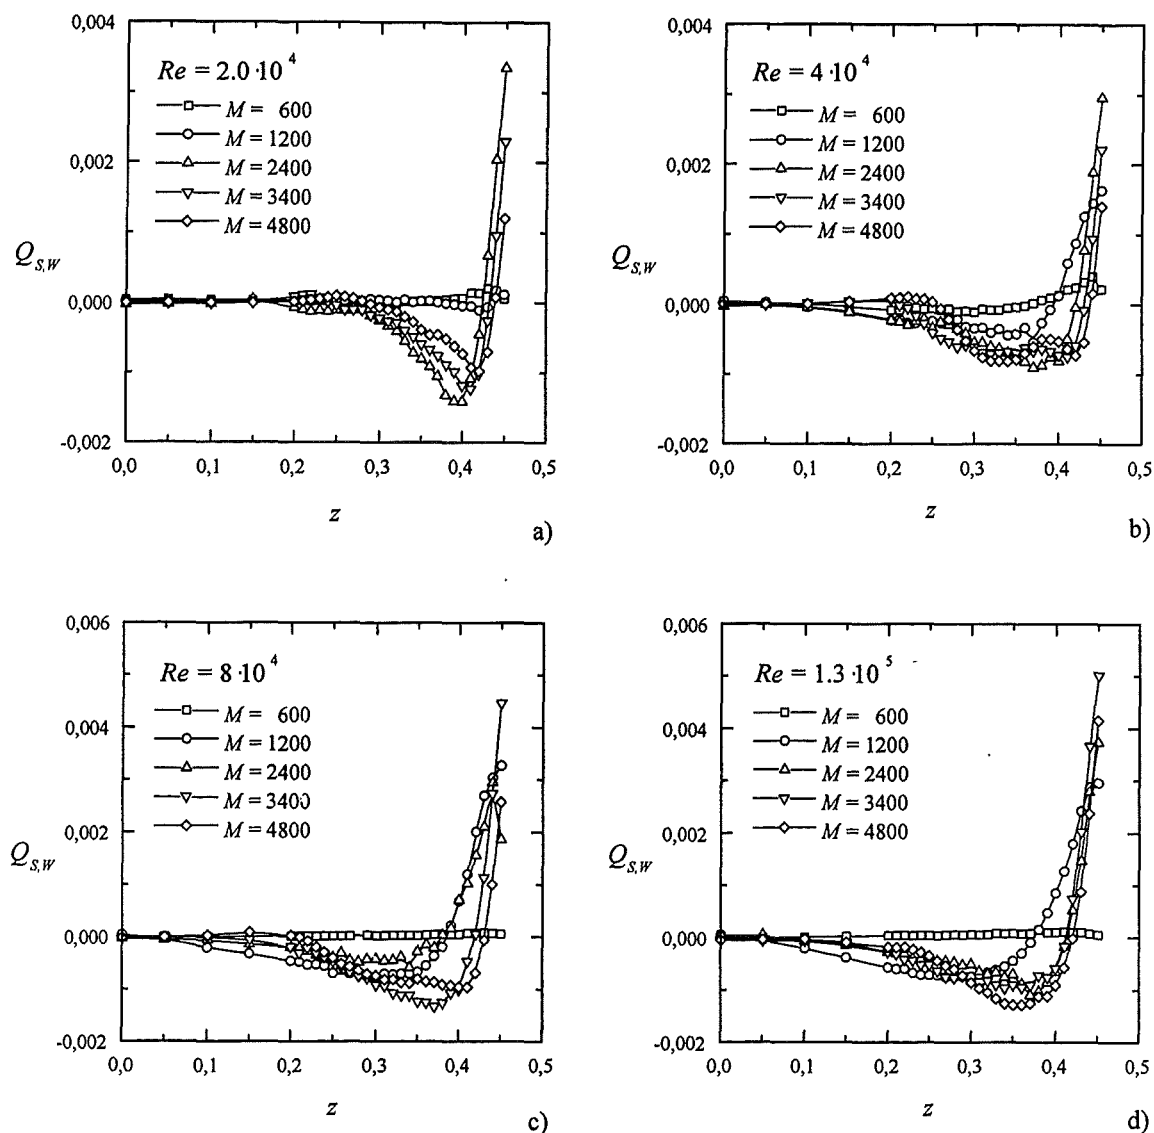 0,004
Re = 2.0·10⁴
M = 600
M = 1200
M = 2400
M = 3400
M = 4800
0,002
Q_{S,W}
0,000
-0,002
0,0 0,1 0,2 0,3 0,4 0,5
z
a)
0,004
Re = 4·10⁴
M = 600
M = 1200
M = 2400
M = 3400
M = 4800
0,002
Q_{S,W}
0,000
-0,002
0,0 0,1 0,2 0,3 0,4 0,5
z
b)
0,006
Re = 8·10⁴
M = 600
M = 1200
M = 2400
M = 3400
M = 4800
0,004
0,002
Q_{S,W}
0,000
-0,002
0,0 0,1 0,2 0,3 0,4 0,5
z
c)
0,006
Re = 1.3·10⁵
M = 600
M = 1200
M = 2400
M = 3400
M = 4800
0,004
0,002
Q_{S,W}
0,000
-0,002
0,0 0,1 0,2 0,3 0,4 0,5
z
d)